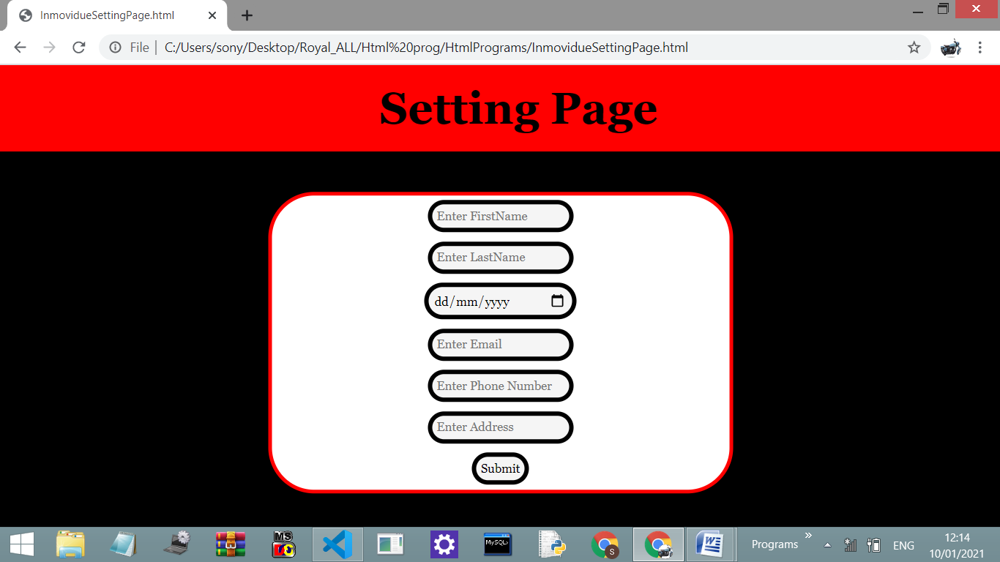 InmovidueSettingPage.html
File | C:/Users/sony/Desktop/Royal_ALL/Html%20prog/HtmlPrograms/InmovidueSettingPage.html
Setting Page
Enter FirstName
Enter LastName
dd/mm/yyyy
Enter Email
Enter Phone Number
Enter Address
Submit
MS
MySQL>
S
W
Programs »
ENG
12:14
10/01/2021